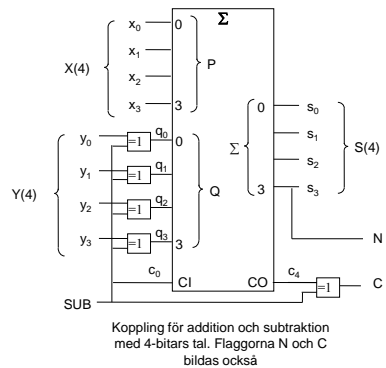 Σ
x0
x1
x2
x3
X(4)
0
3
P
y0
y1
y2
y3
Y(4)
=1
=1
=1
=1
q0
q1
q2
q3
0
3
Q
Σ
0
3
s0
s1
s2
s3
S(4)
N
c0
CI
CO
c4
=1
C
SUB
Koppling för addition och subtraktion
med 4-bitars tal. Flaggorna N och C
bildas också